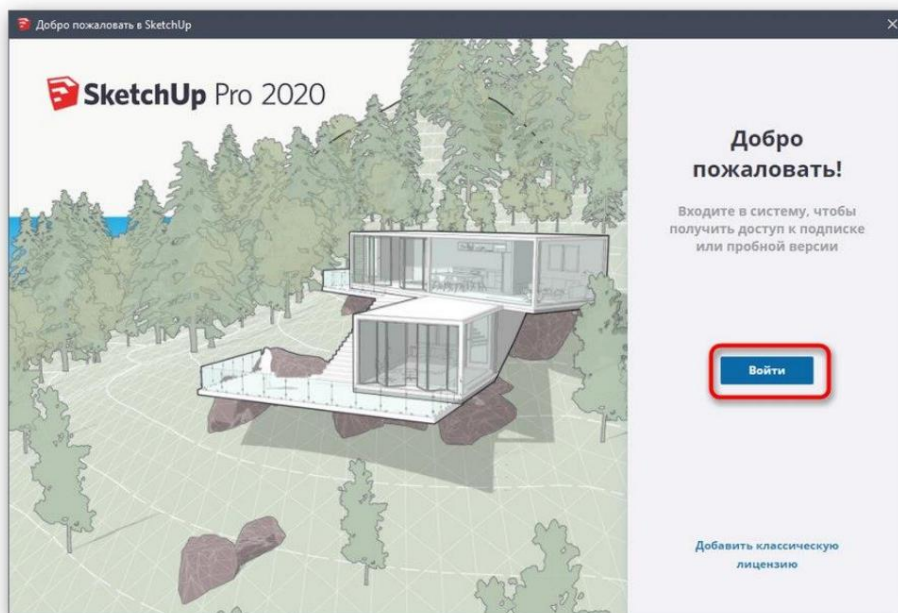 Добро пожаловать в SketchUp
SketchUp Pro 2020
Добро
пожаловать!
Входите в систему, чтобы
получить доступ к подписке
или пробной версии
Войти
Добавить классическую
лицензию